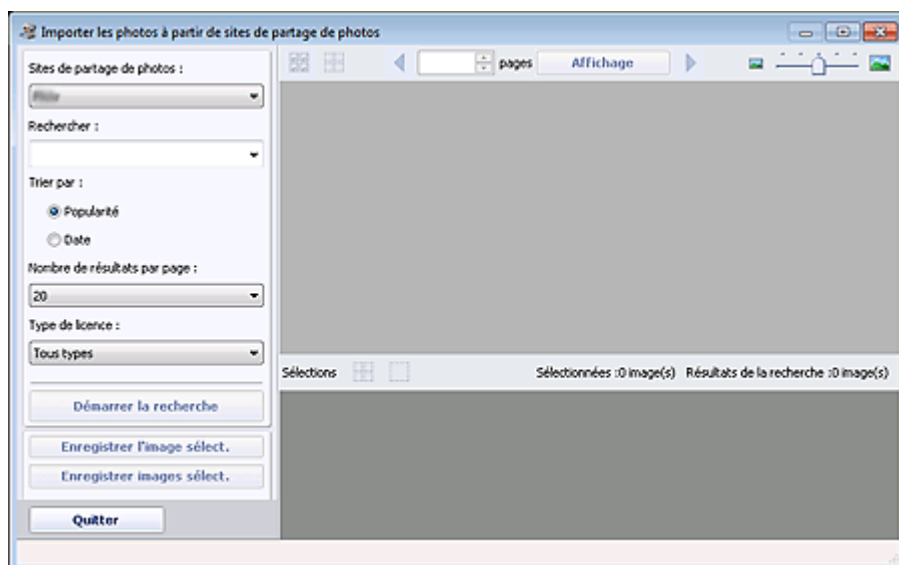 Importer les photos à partir de sites de partage de photos
Sites de partage de photos :
Rechercher :
Trier par :
Popularité
Date
Nombre de résultats par page :
20
Type de licence :
Tous types
Démarrer la recherche
Enregistrer l'image sélect.
Enregistrer images sélect.
Quitter
pages
Affichage
Sélections
Sélectionnées :0 image(s)
Résultats de la recherche :0 image(s)